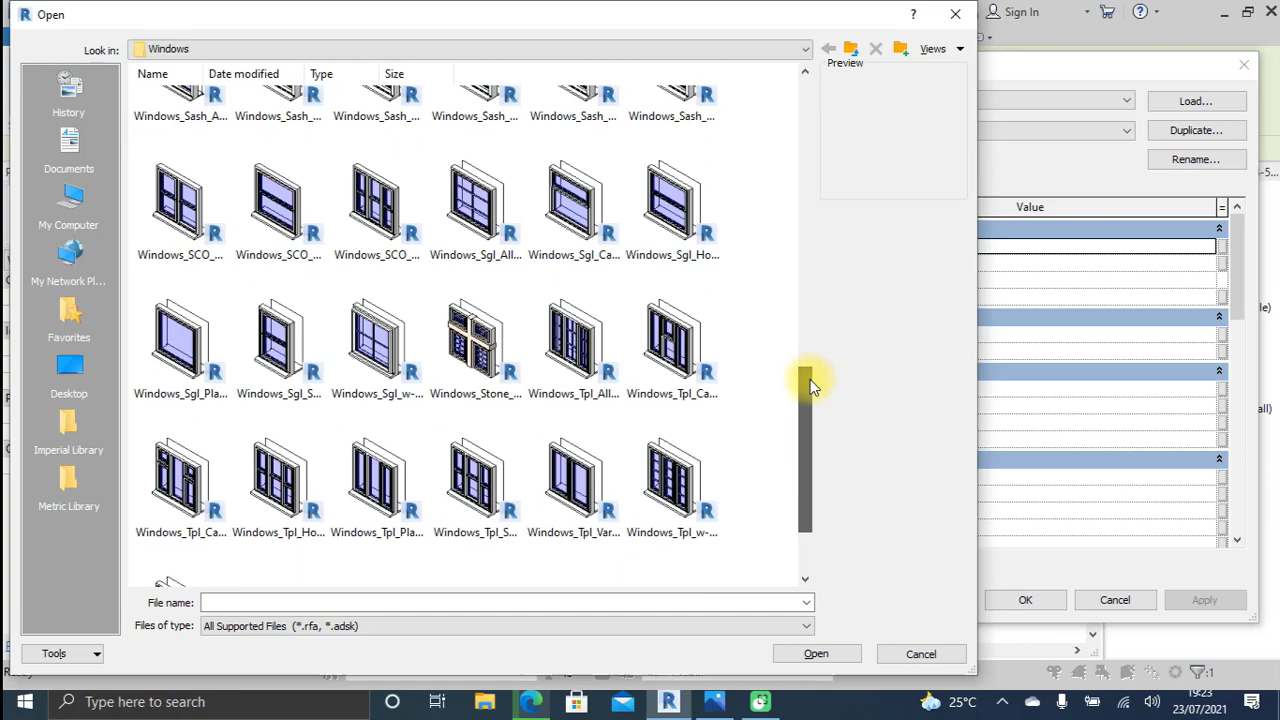 Open
?
Sign In
Look in:
Windows
Views
Name
Date modified
Type
Size
Preview
Load...
History
Windows_Sash_A...
Windows_Sash_...
Windows_Sash_...
Windows_Sash_...
Windows_Sash_...
Windows_Sash_...
Duplicate...
Documents
Rename...
Value
My Computer
Windows_SCO_...
Windows_SCO_...
Windows_SCO_...
Windows_Sgl_All...
Windows_Sgl_Ca...
Windows_Sgl_Ho...
My Network Pl...
Favorites
Desktop
Windows_Sgl_Pla...
Windows_Sgl_S...
Windows_Sgl_w-...
Windows_Stone_...
Windows_Tpl_All...
Windows_Tpl_Ca...
Imperial Library
Metric Library
Windows_Tpl_Ca...
Windows_Tpl_Ho...
Windows_Tpl_Pla...
Windows_Tpl_S...
Windows_Tpl_Var...
Windows_Tpl_w-...
File name:
Files of type:
All Supported Files (*.rfa, *.adsk)
OK
Cancel
Apply
Tools
Open
Cancel
:1
Type here to search
25°C
19:23
23/07/2021